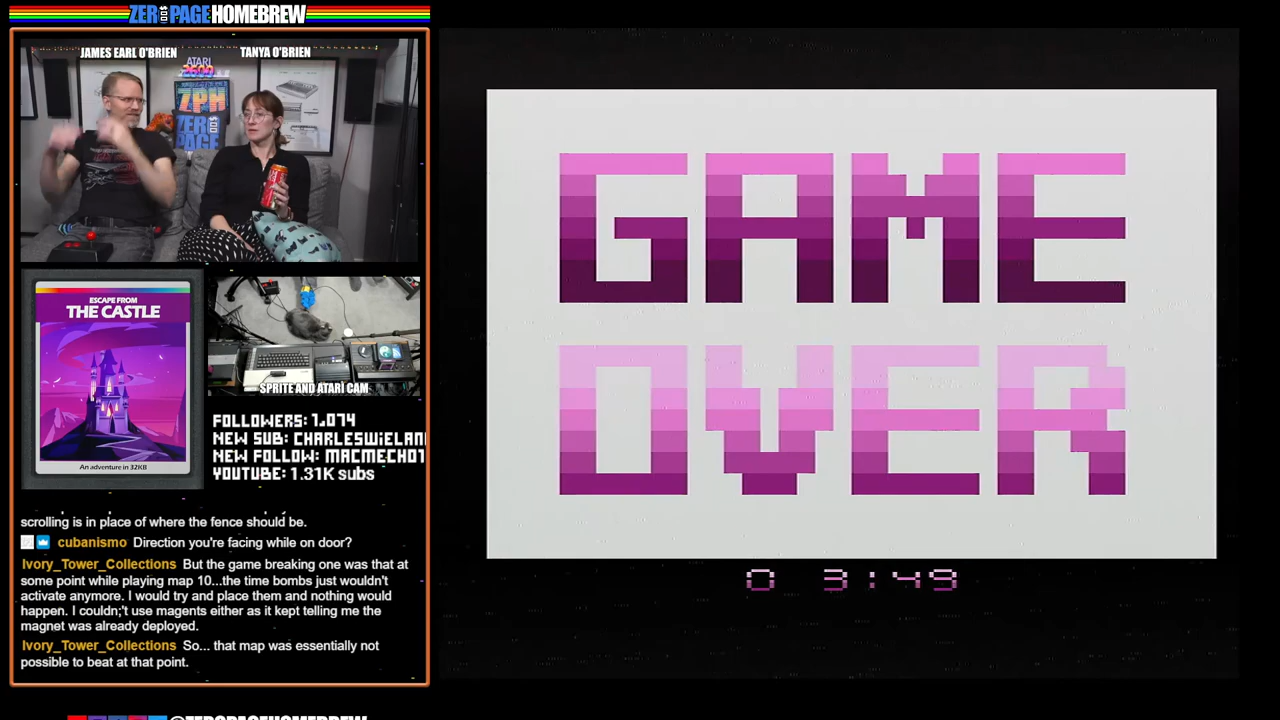 ZEROPAGE HOMEBREW
JAMES EARL O'BRIEN
TANYA O'BRIEN
ATARI
2600
ZPH
ZERO
PAGE
ESCAPE FROM
THE CASTLE
An adventure in 32KB
SPRITE AND ATARI CAM
FOLLOWERS: 1,074
NEW SUB: CHARLESWIELAN
NEW FOLLOW: MACMECHOT
YOUTUBE: 1.31K subs
scrolling is in place of where the fence should be.
cubanismo Direction you're facing while on door?
Ivory_Tower_Collections But the game breaking one was that at
some point while playing map 10...the time bombs just wouldn't
activate anymore. I would try and place them and nothing would
happen. I couldn;'t use magents either as it kept telling me the
magnet was already deployed.
Ivory_Tower_Collections So... that map was essentially not
possible to beat at that point.
@ZEROPAGEHOMEBREW
GAME
OVER
0 3:49